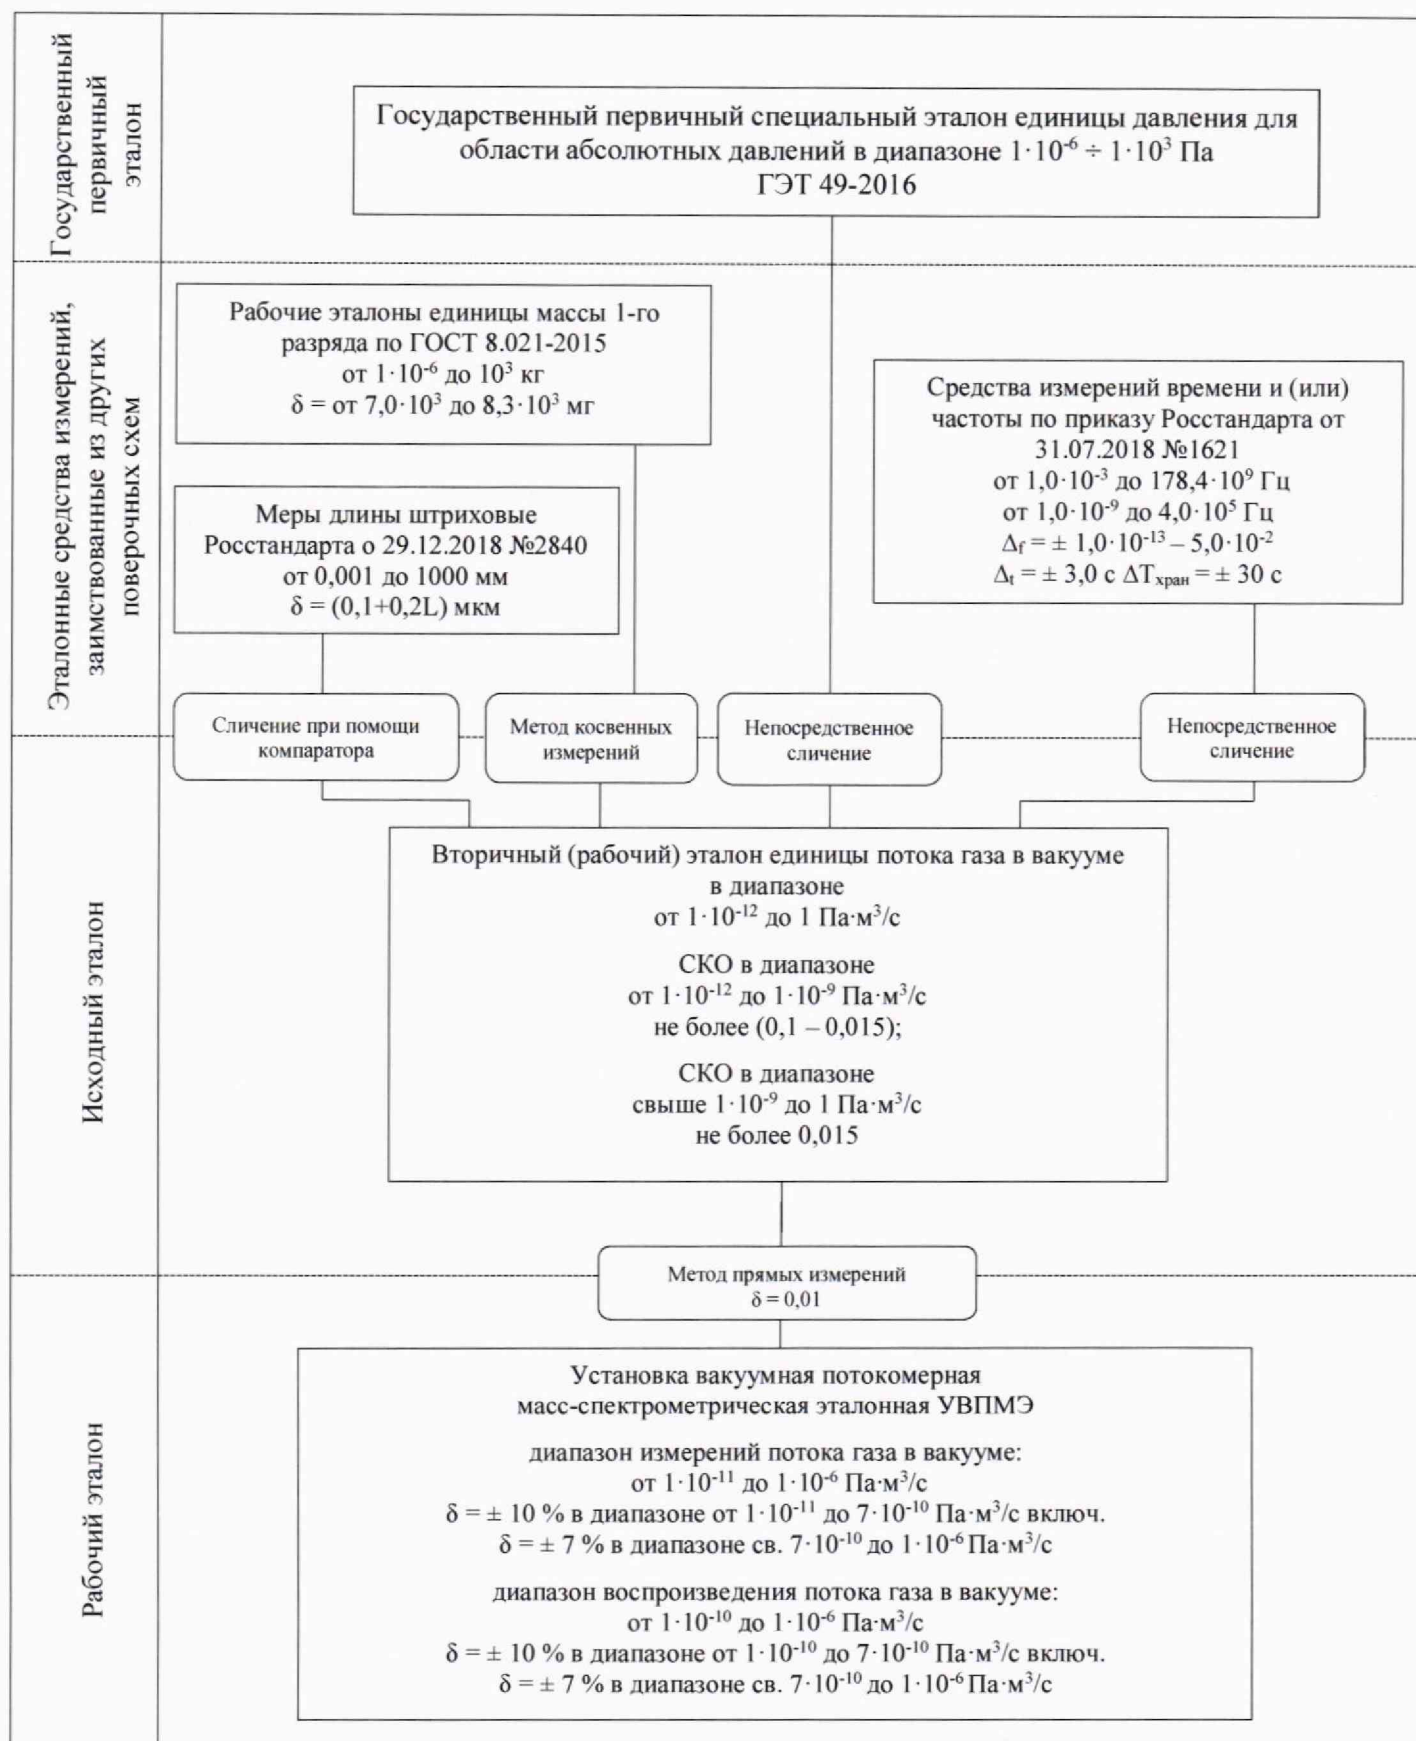 Государственный
первичный
эталон
Государственный первичный специальный эталон единицы давления для
области абсолютных давлений в диапазоне 1·10⁻⁶ ÷ 1·10³ Па
ГЭТ 49-2016
Эталонные средства измерений,
заимствованные из других
поверочных схем
Рабочие эталоны единицы массы 1-го
разряда по ГОСТ 8.021-2015
от 1·10⁻⁶ до 10³ кг
δ = от 7,0·10³ до 8,3·10³ мг
Меры длины штриховые
Росстандарта о 29.12.2018 №2840
от 0,001 до 1000 мм
δ = (0,1+0,2L) мкм
Средства измерений времени и (или)
частоты по приказу Росстандарта от
31.07.2018 №1621
от 1,0·10⁻³ до 178,4·10⁹ Гц
от 1,0·10⁻⁹ до 4,0·10⁵ Гц
Δf = ± 1,0·10⁻¹³ – 5,0·10⁻²
Δt = ± 3,0 с ΔTхран = ± 30 с
Сличение при помощи
компаратора
Метод косвенных
измерений
Непосредственное
сличение
Непосредственное
сличение
Исходный эталон
Вторичный (рабочий) эталон единицы потока газа в вакууме
в диапазоне
от 1·10⁻¹² до 1 Па·м³/с
СКО в диапазоне
от 1·10⁻¹² до 1·10⁻⁹ Па·м³/с
не более (0,1 – 0,015);
СКО в диапазоне
свыше 1·10⁻⁹ до 1 Па·м³/с
не более 0,015
Метод прямых измерений
δ = 0,01
Рабочий эталон
Установка вакуумная потокомерная
масс-спектрометрическая эталонная УВПМЭ
диапазон измерений потока газа в вакууме:
от 1·10⁻¹¹ до 1·10⁻⁶ Па·м³/с
δ = ± 10 % в диапазоне от 1·10⁻¹¹ до 7·10⁻¹⁰ Па·м³/с включ.
δ = ± 7 % в диапазоне св. 7·10⁻¹⁰ до 1·10⁻⁶ Па·м³/с
диапазон воспроизведения потока газа в вакууме:
от 1·10⁻¹⁰ до 1·10⁻⁶ Па·м³/с
δ = ± 10 % в диапазоне от 1·10⁻¹⁰ до 7·10⁻¹⁰ Па·м³/с включ.
δ = ± 7 % в диапазоне св. 7·10⁻¹⁰ до 1·10⁻⁶ Па·м³/с